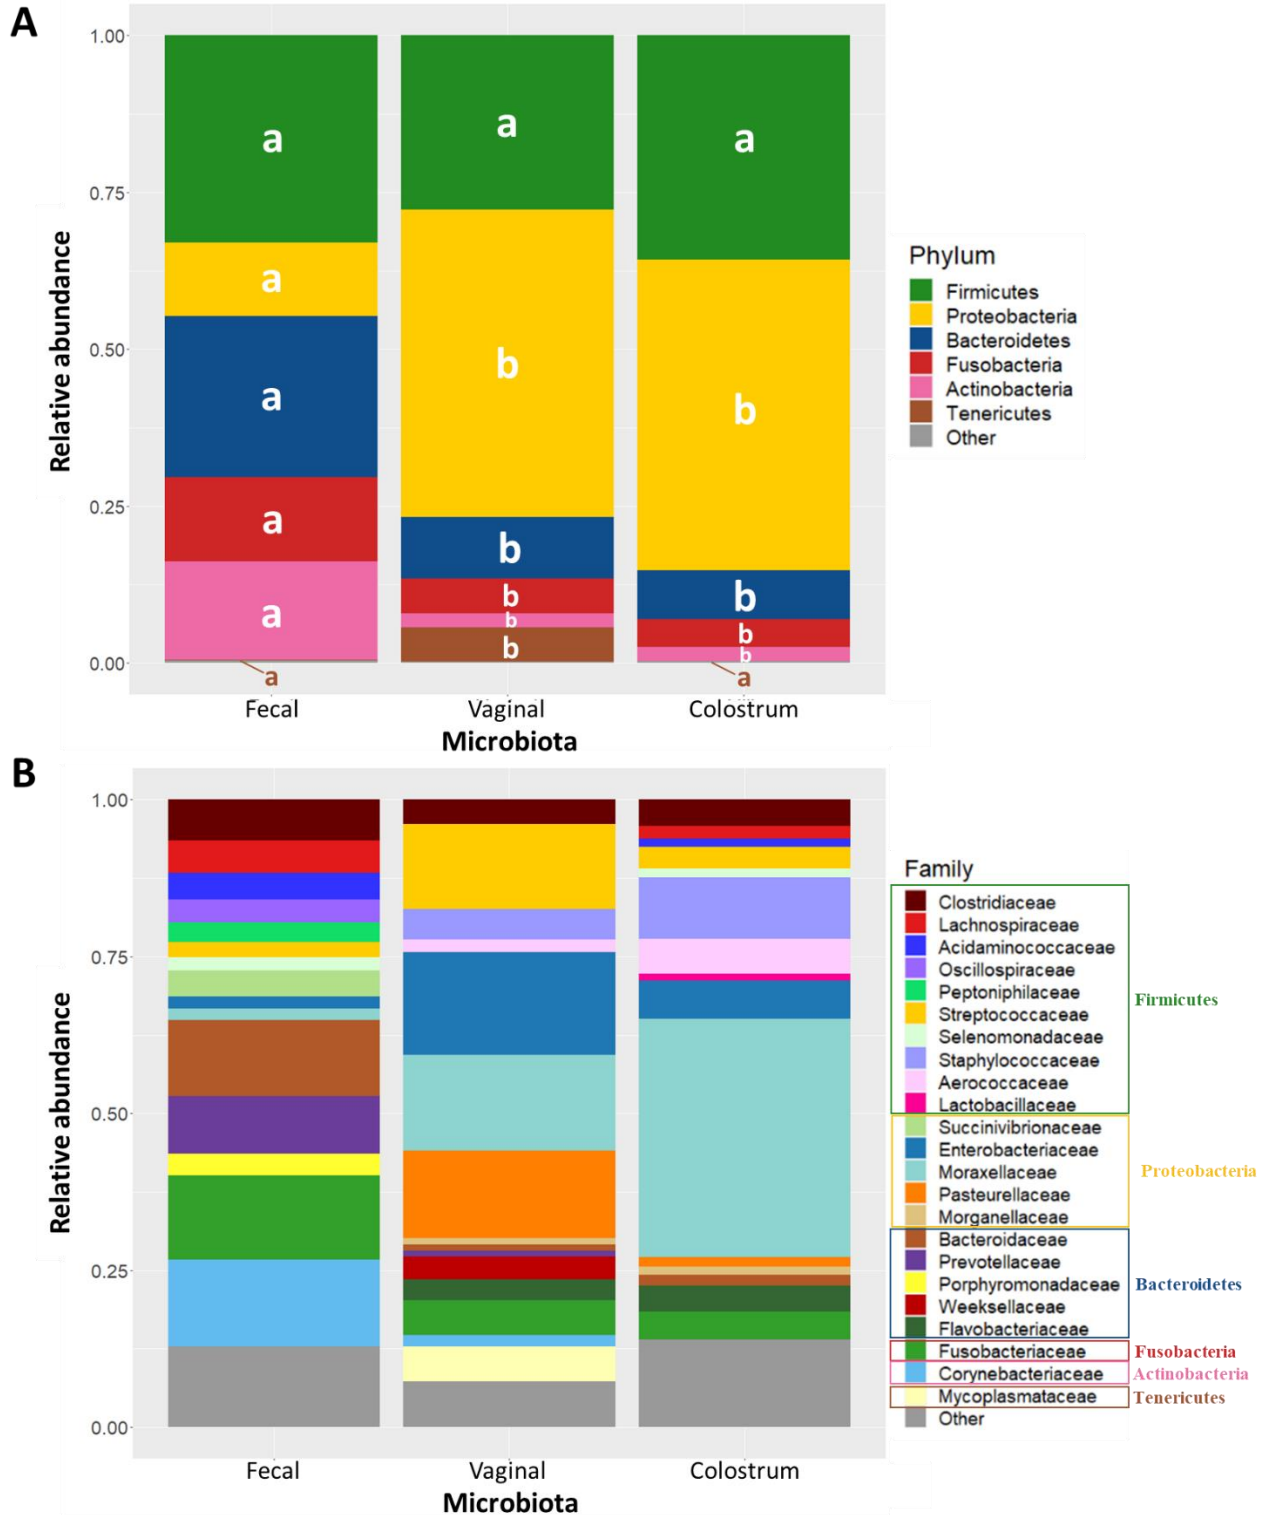 A
1.00
0.75
0.50
0.25
0.00
Relative abundance
a
a
a
a
a
a
a
b
b
b
b
b
a
b
b
b
b
a
Fecal
Vaginal
Colostrum
Microbiota
Phylum
Firmicutes
Proteobacteria
Bacteroidetes
Fusobacteria
Actinobacteria
Tenericutes
Other
B
1.00
0.75
0.50
0.25
0.00
Relative abundance
Fecal
Vaginal
Colostrum
Microbiota
Family
Clostridiaceae
Lachnospiraceae
Acidaminococcaceae
Oscillospiraceae
Peptoniphilaceae
Streptococcaceae
Selenomonadaceae
Staphylococcaceae
Aerococcaceae
Lactobacillaceae
Firmicutes
Succinivibrionaceae
Enterobacteriaceae
Moraxellaceae
Pasteurellaceae
Morganellaceae
Proteobacteria
Bacteroidaceae
Prevotellaceae
Porphyromonadaceae
Weeksellaceae
Flavobacteriaceae
Bacteroidetes
Fusobacteriaceae
Fusobacteria
Corynebacteriaceae
Actinobacteria
Mycoplasmataceae
Tenericutes
Other